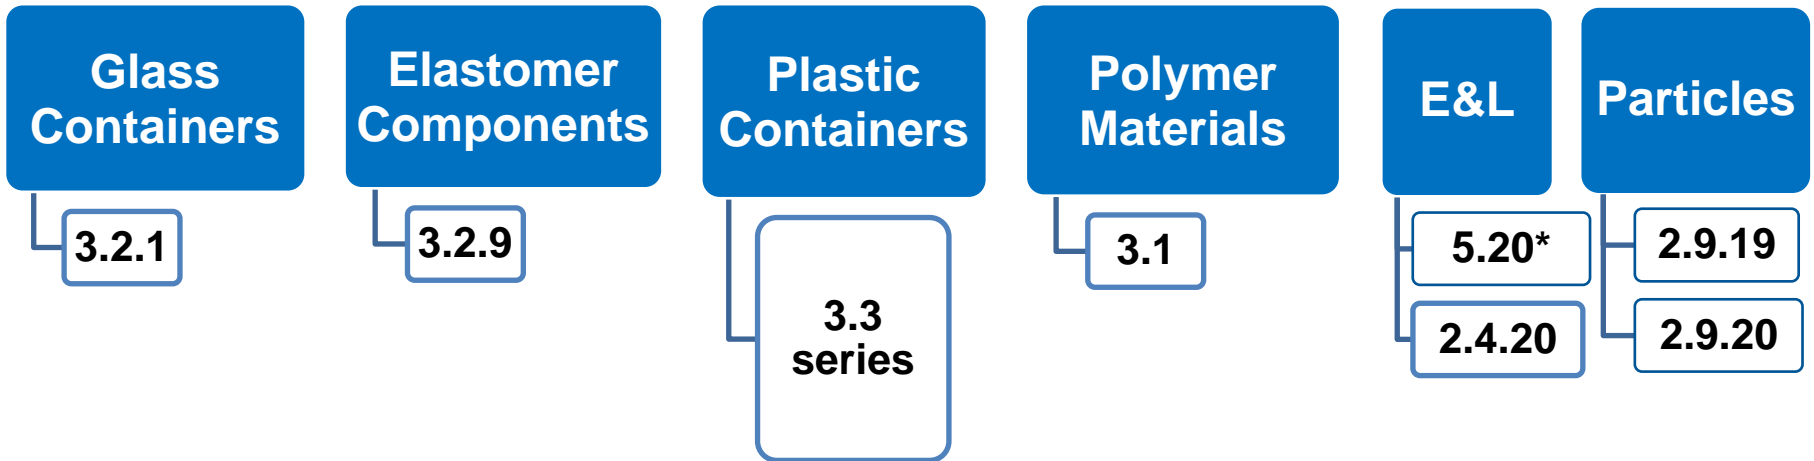 Glass
Containers
3.2.1
Elastomer
Components
3.2.9
Plastic
Containers
3.3
series
Polymer
Materials
3.1
E&L
5.20*
2.4.20
Particles
2.9.19
2.9.20